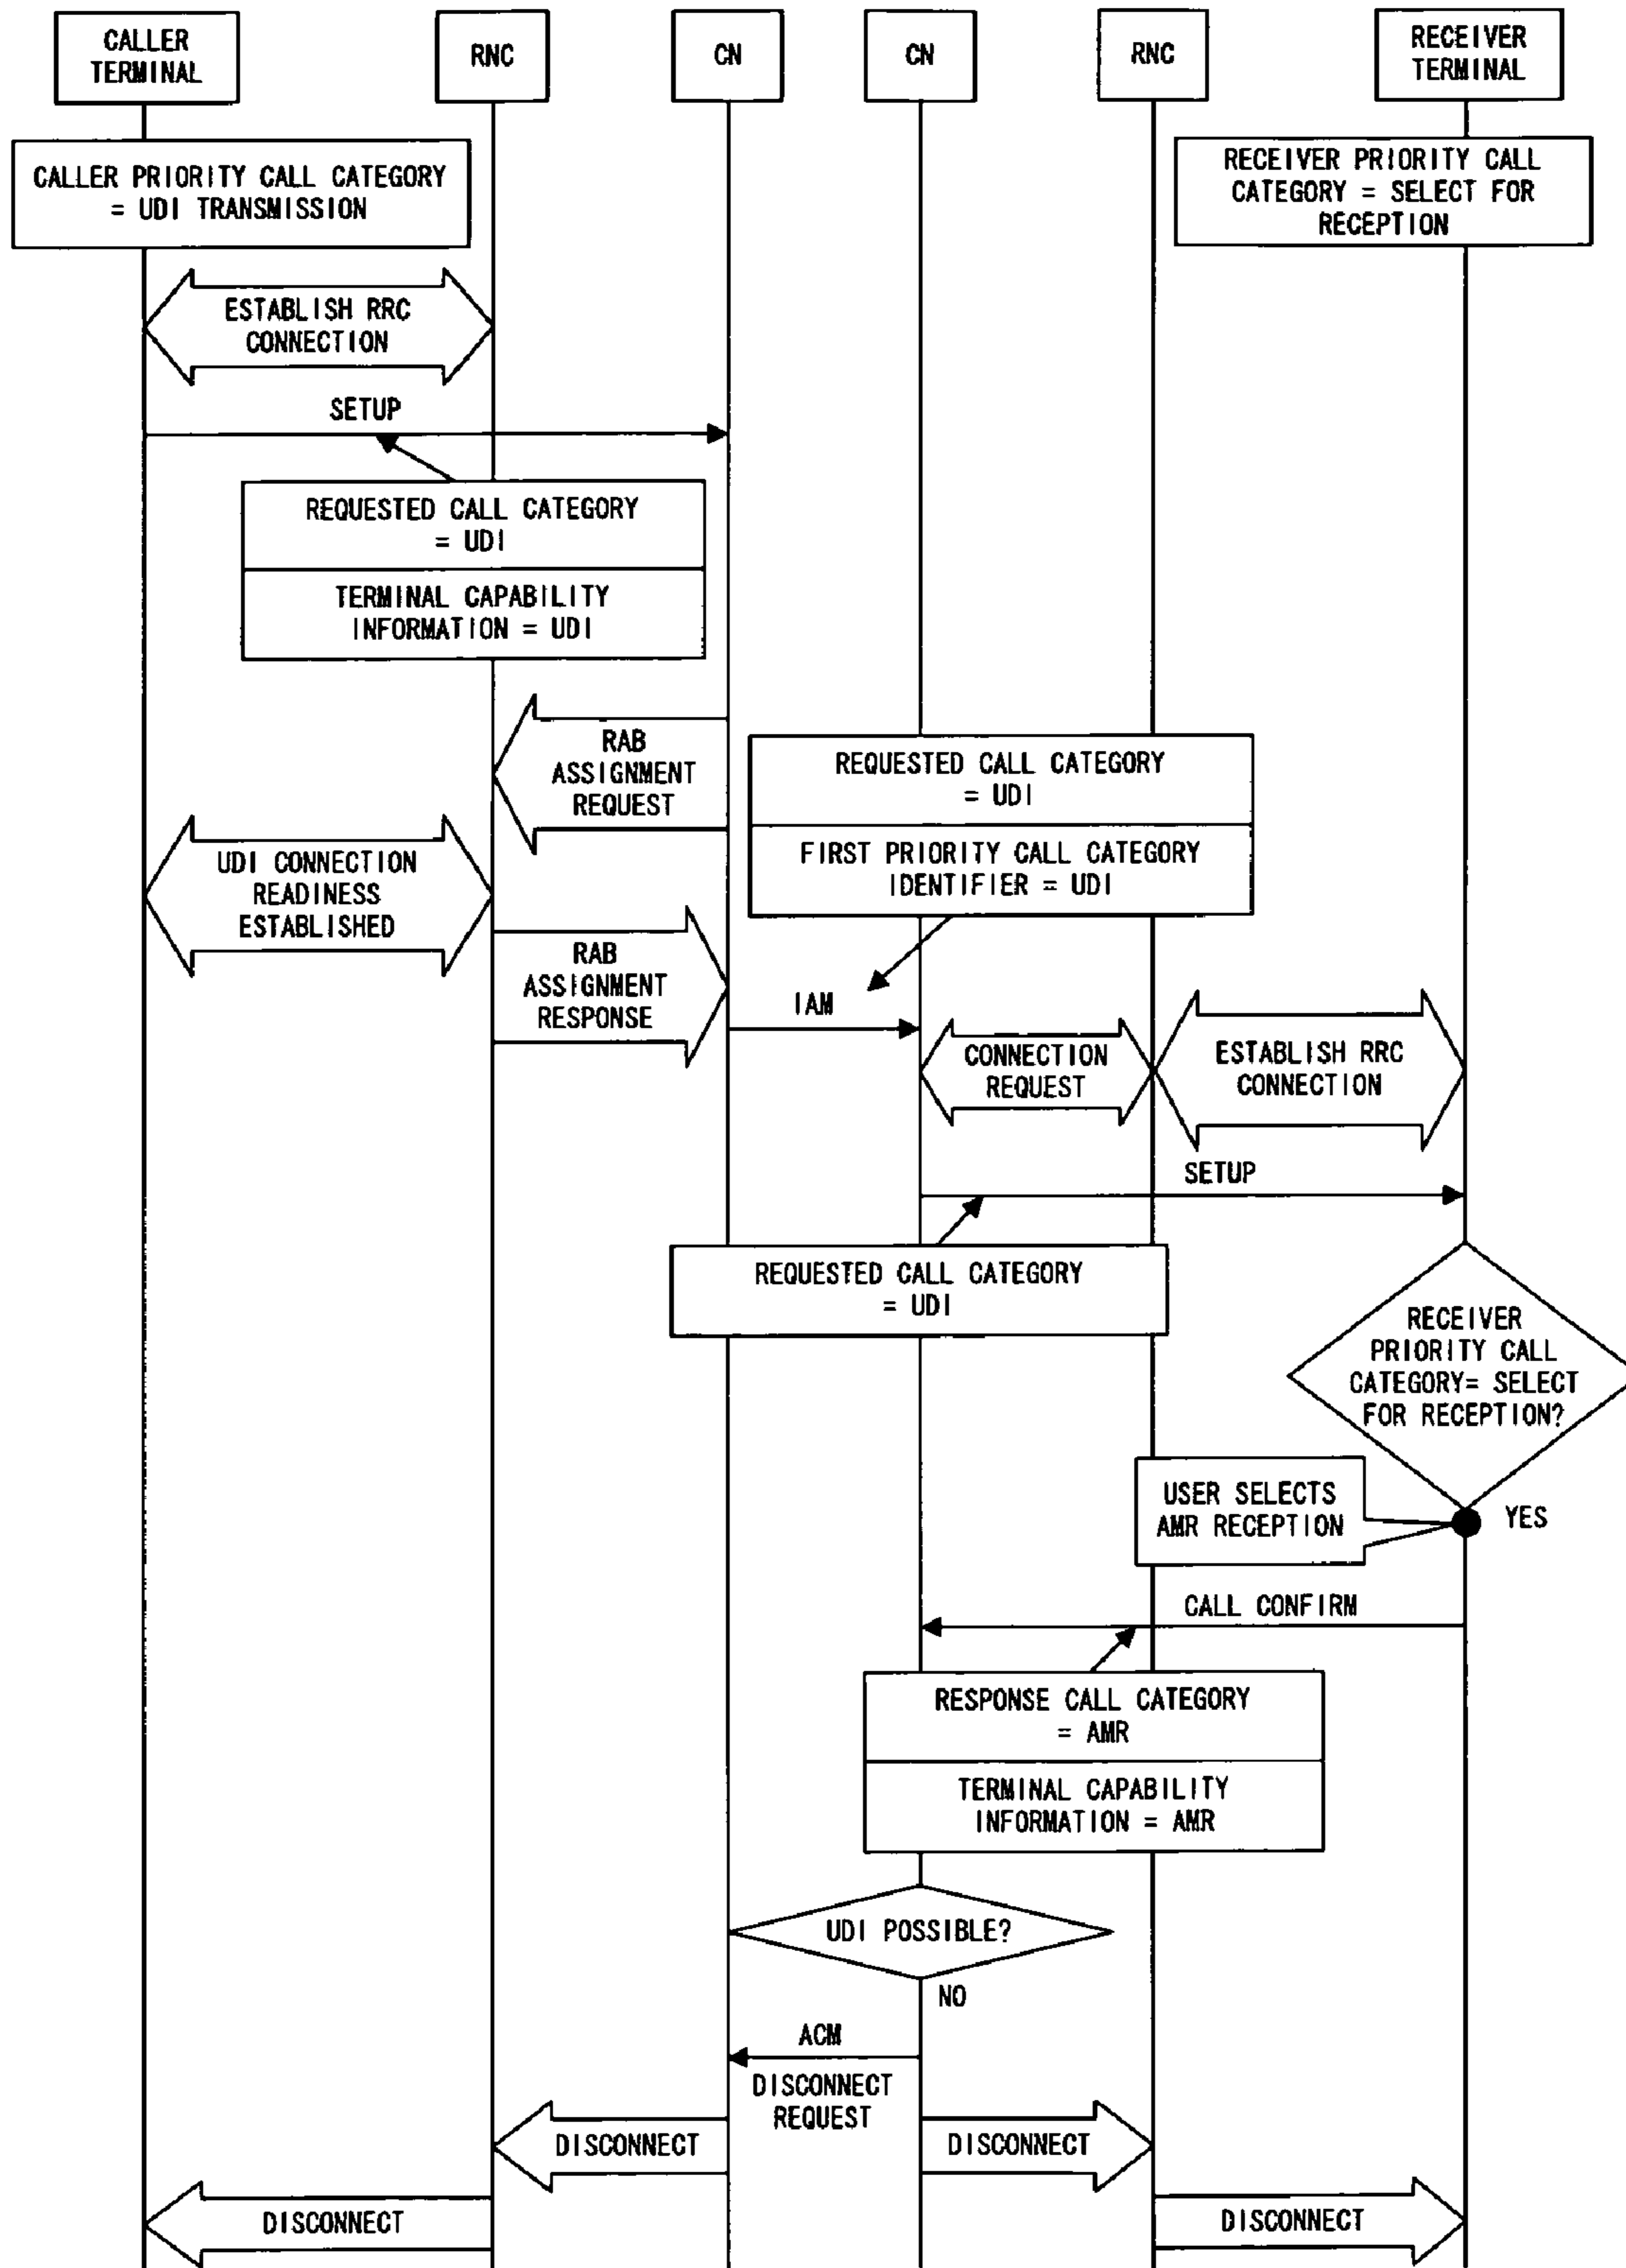 CALLER
TERMINAL
RNC
CN
CN
RNC
RECEIVER
TERMINAL
CALLER PRIORITY CALL CATEGORY
= UDI TRANSMISSION
RECEIVER PRIORITY CALL
CATEGORY = SELECT FOR
RECEPTION
ESTABLISH RRC
CONNECTION
SETUP
REQUESTED CALL CATEGORY
= UDI
TERMINAL CAPABILITY
INFORMATION = UDI
RAB
ASSIGNMENT
REQUEST
REQUESTED CALL CATEGORY
= UDI
FIRST PRIORITY CALL CATEGORY
IDENTIFIER = UDI
UDI CONNECTION
READINESS
ESTABLISHED
RAB
ASSIGNMENT
RESPONSE
IAM
CONNECTION
REQUEST
ESTABLISH RRC
CONNECTION
SETUP
REQUESTED CALL CATEGORY
= UDI
RECEIVER
PRIORITY CALL
CATEGORY= SELECT
FOR RECEPTION?
USER SELECTS
AMR RECEPTION
YES
CALL CONFIRM
RESPONSE CALL CATEGORY
= AMR
TERMINAL CAPABILITY
INFORMATION = AMR
UDI POSSIBLE?
NO
ACM
DISCONNECT
REQUEST
DISCONNECT
DISCONNECT
DISCONNECT
DISCONNECT